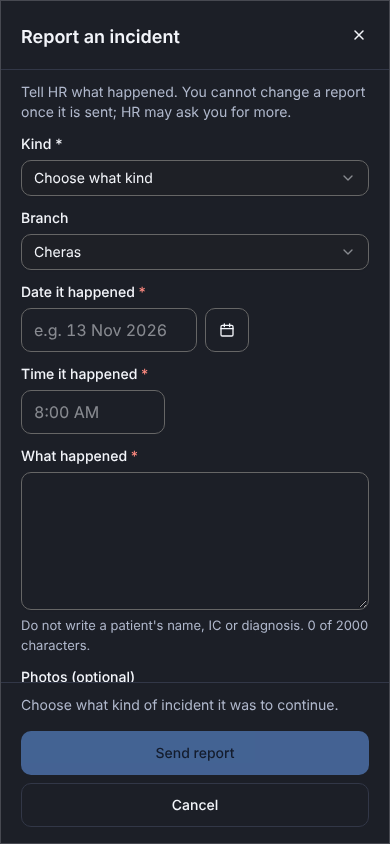 Report an incident
Tell HR what happened. You cannot change a report
once it is sent; HR may ask you for more.
Kind *
Choose what kind
Branch
Cheras
Date it happened *
e.g. 13 Nov 2026
Time it happened *
8:00 AM
What happened *
Do not write a patient's name, IC or diagnosis. 0 of 2000
characters.
Photos (optional)
Choose what kind of incident it was to continue.
Send report
Cancel